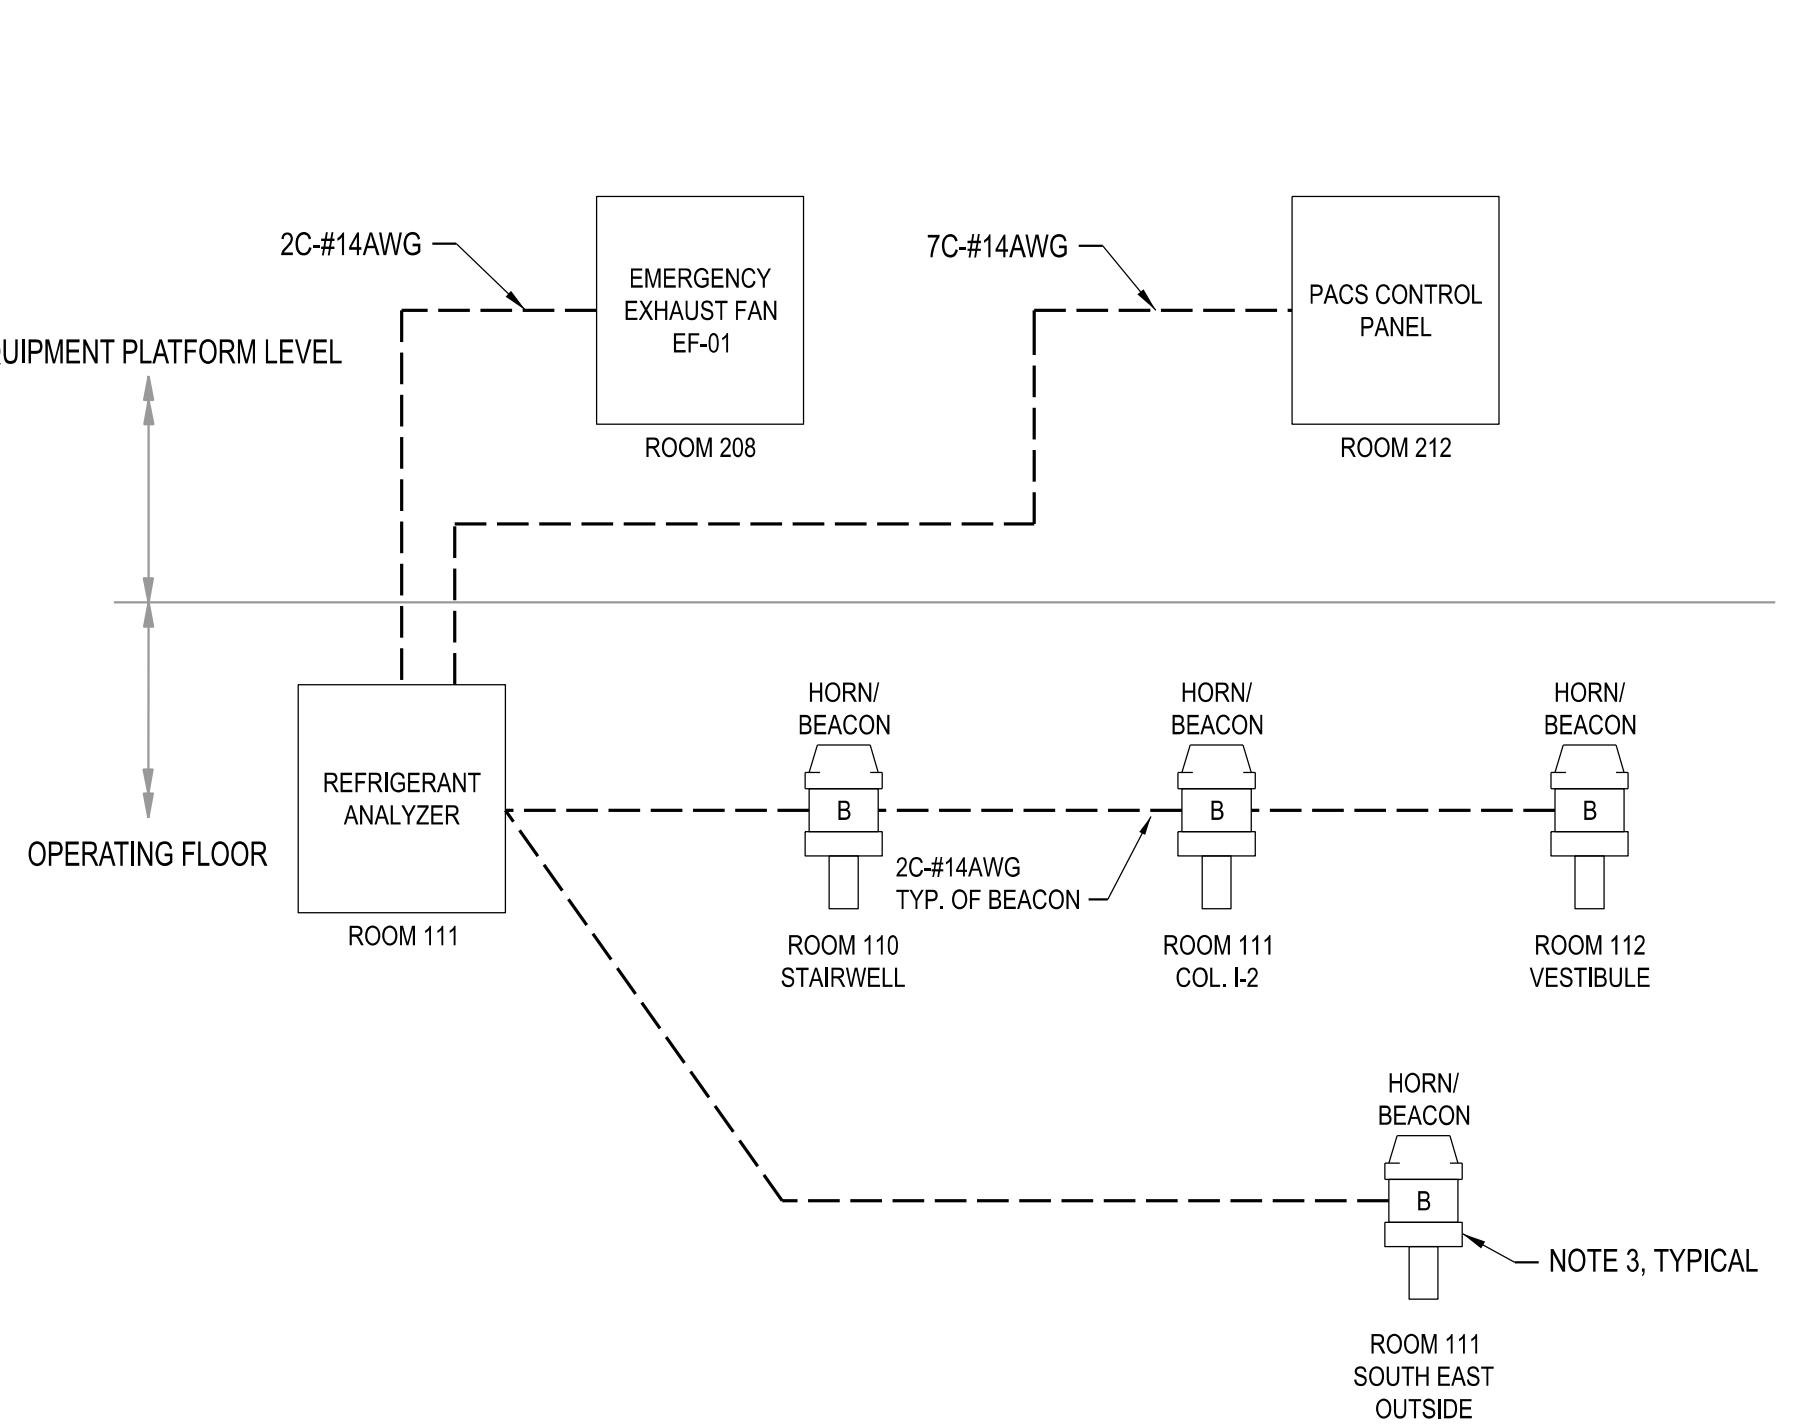 2C-#14AWG
EMERGENCY
EXHAUST FAN
EF-01
ROOM 208
7C-#14AWG
PACS CONTROL
PANEL
ROOM 212
QUIPMENT PLATFORM LEVEL
OPERATING FLOOR
REFRIGERANT
ANALYZER
ROOM 111
HORN/
BEACON
B
ROOM 110
STAIRWELL
2C-#14AWG
TYP. OF BEACON
HORN/
BEACON
B
ROOM 111
COL. I-2
HORN/
BEACON
B
ROOM 112
VESTIBULE
HORN/
BEACON
B
NOTE 3, TYPICAL
ROOM 111
SOUTH EAST
OUTSIDE